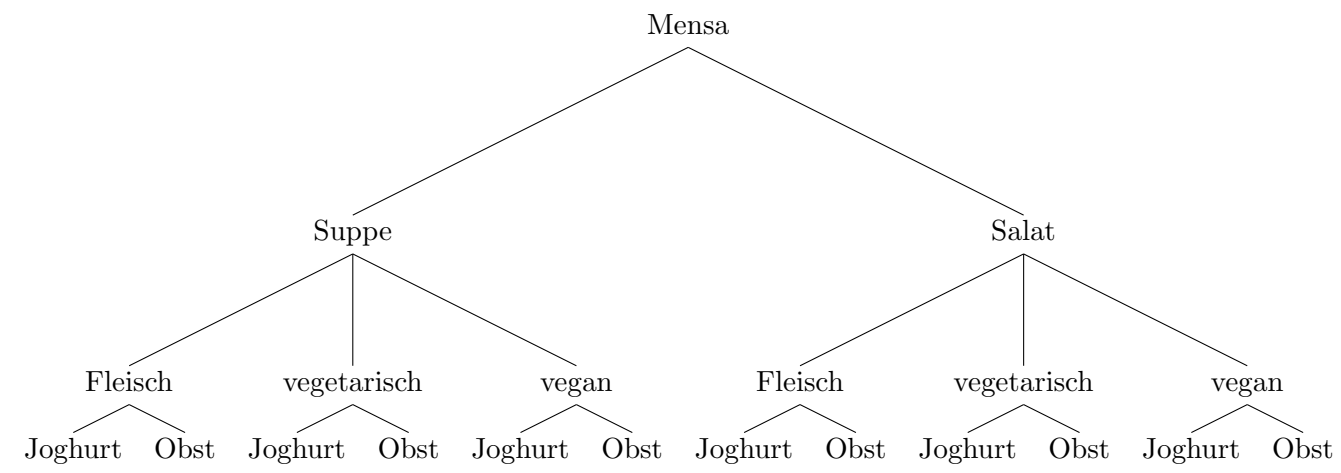 Mensa
Suppe Salat
Fleisch vegetarisch vegan Fleisch vegetarisch vegan
Joghurt Obst Joghurt Obst Joghurt Obst Joghurt Obst Joghurt Obst Joghurt Obst